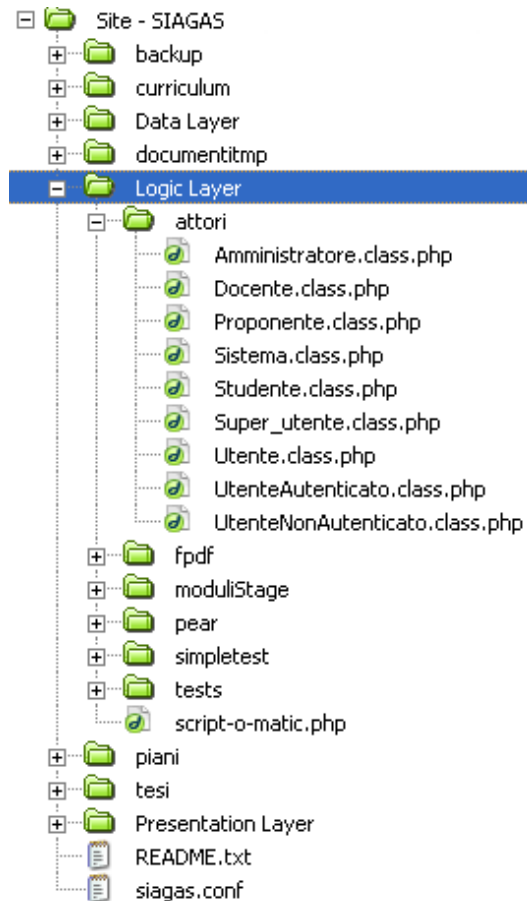 Site - SIAGAS
backup
curriculum
Data Layer
documentitmp
Logic Layer
attori
Amministratore.class.php
Docente.class.php
Proponente.class.php
Sistema.class.php
Studente.class.php
Super_utente.class.php
Utente.class.php
UtenteAutenticato.class.php
UtenteNonAutenticato.class.php
fpdf
moduliStage
pear
simpletest
tests
script-o-matic.php
piani
tesi
Presentation Layer
README.txt
siagas.conf